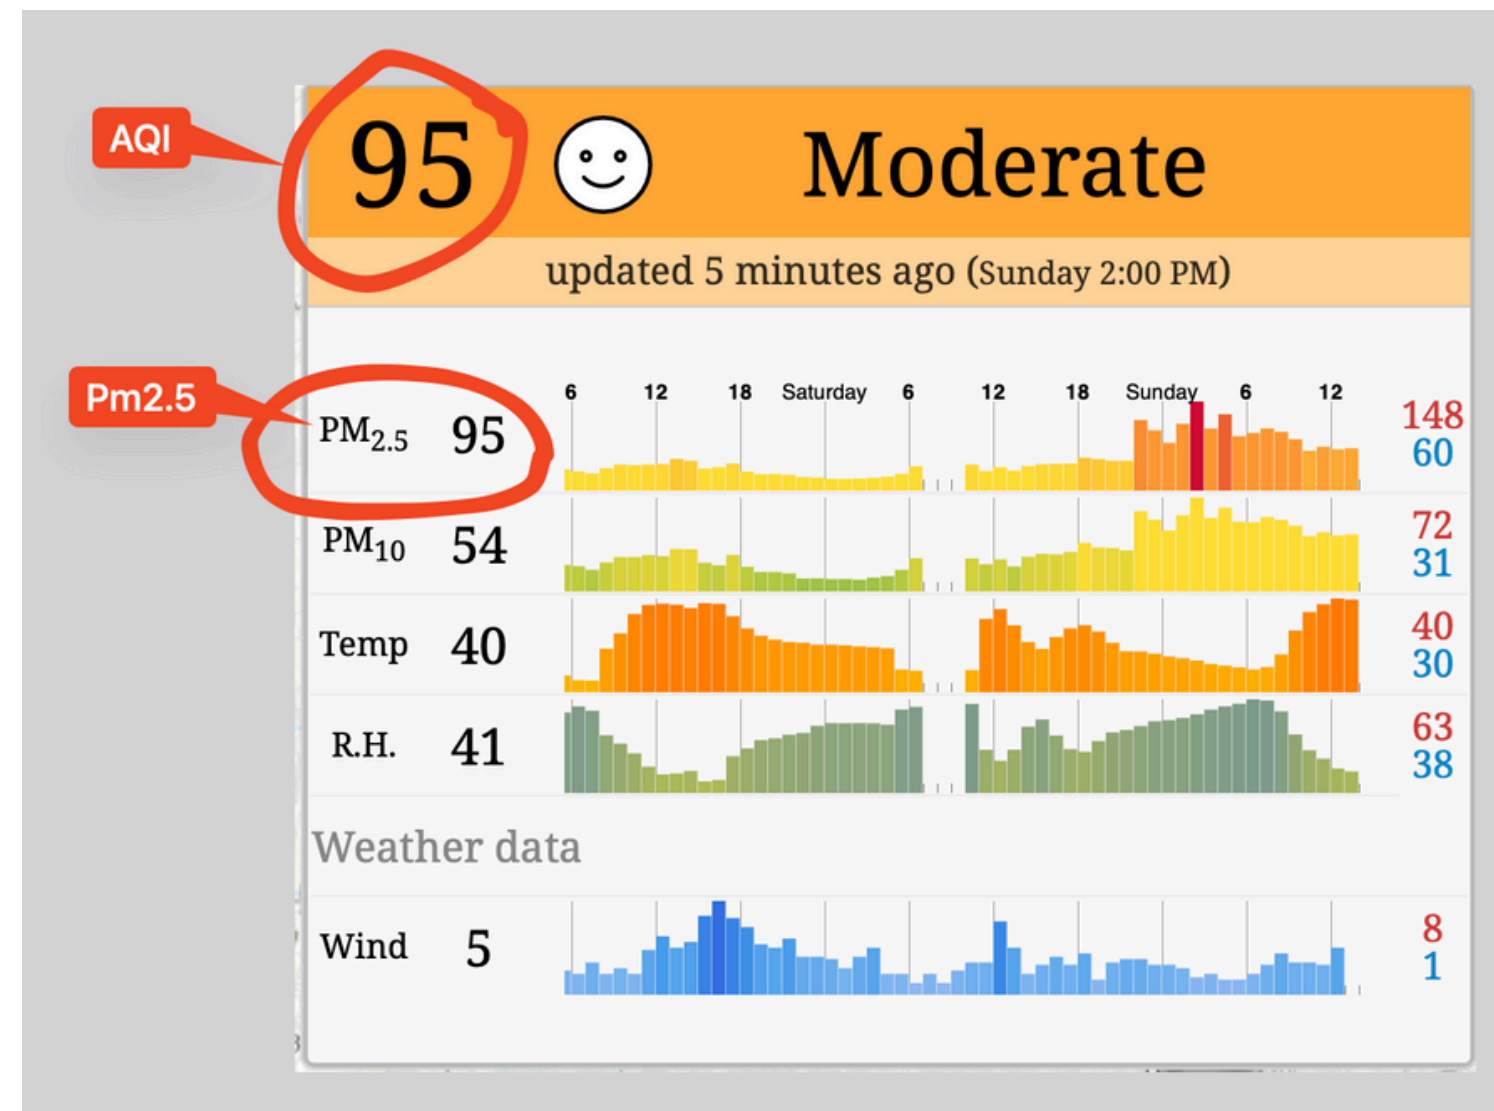 AQI
95 Moderate
updated 5 minutes ago (Sunday 2:00 PM)
Pm2.5
6 12 18 Saturday 6 12 18 Sunday 6 12
PM2.5 95 148
60
PM10 54 72
31
Temp 40 40
30
R.H. 41 63
38
Weather data
Wind 5 8
1